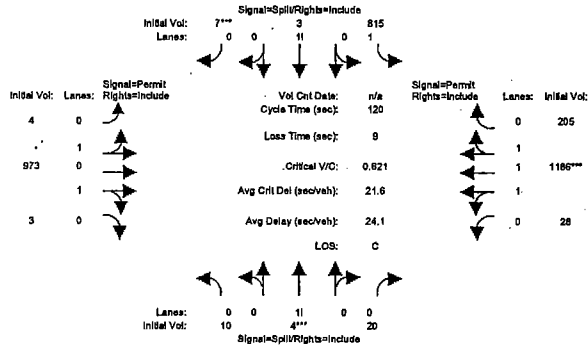 Signal=Split/Rights=Include
Initial Vol: 7*** 3 815
Lanes: 0 0 1! 0 1
Signal=Permit
Initial Vol: Lanes: Rights=Include
Vol Cnt Date: n/a
Signal=Permit
Rights=Include Lanes: Initial Vol:
Cycle Time (sec): 120
4 0
0 205
Loss Time (sec): 9
1
1
973 0
Critical V/C: 0.621
1 1186***
1
Avg Crit Del (sec/veh): 21.6
1
3 0
Avg Delay (sec/veh): 24.1
0 28
LOS: C
Lanes: 0 0 1! 0 0
Initial Vol: 10 4*** 20
Signal=Split/Rights=Include